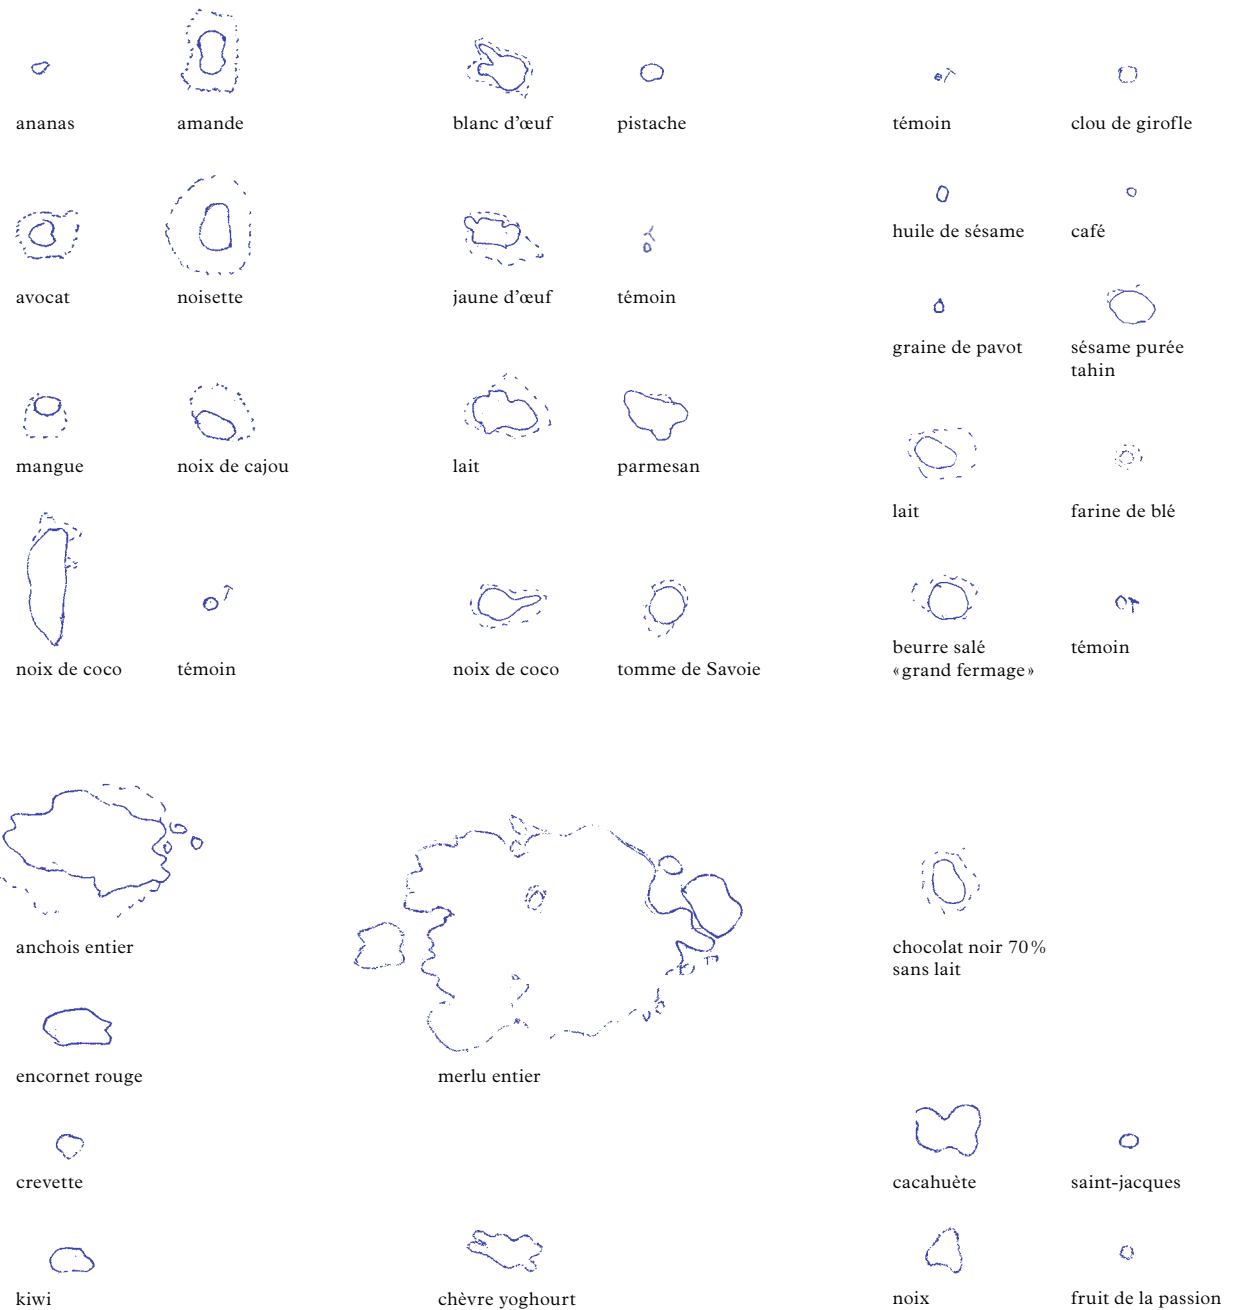 ananas
amande
blanc d’œuf
pistache
témoin
clou de girofle
huile de sésame
café
avocat
noisette
jaune d’œuf
témoin
graine de pavot
sésame purée
tahin
mangue
noix de cajou
lait
parmesan
lait
farine de blé
noix de coco
témoin
noix de coco
tomme de Savoie
beurre salé
«grand fermage»
témoin
anchois entier
chocolat noir 70%
sans lait
encornet rouge
merlu entier
crevette
cacahuète
saint-jacques
kiwi
chèvre yoghourt
noix
fruit de la passion